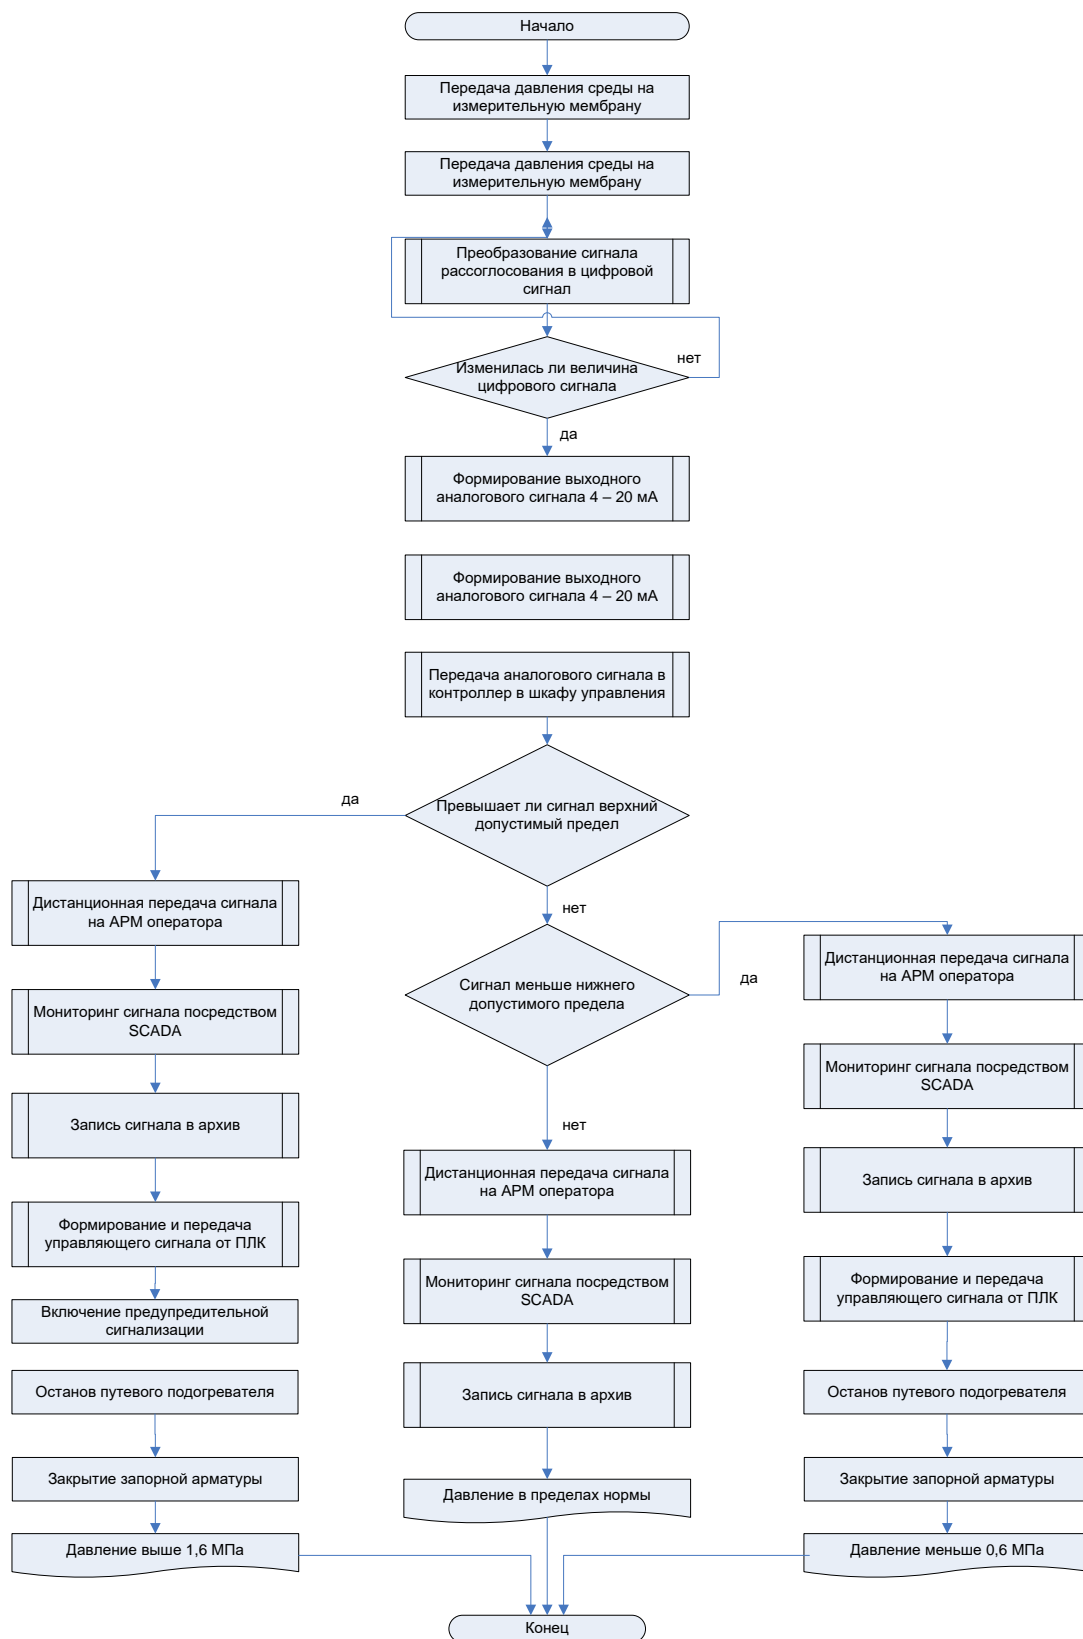 Начало
Передача давления среды на
измерительную мембрану
Передача давления среды на
измерительную мембрану
Преобразование сигнала
рассоглосования в цифровой
сигнал
Изменилась ли величина
цифрового сигнала
нет
да
Формирование выходного
аналогового сигнала 4 – 20 мА
Формирование выходного
аналогового сигнала 4 – 20 мА
Передача аналогового сигнала в
контроллер в шкафу управления
Превышает ли сигнал верхний
допустимый предел
да
нет
Дистанционная передача сигнала
на АРМ оператора
Мониторинг сигнала посредством
SCADA
Запись сигнала в архив
Формирование и передача
управляющего сигнала от ПЛК
Включение предупредительной
сигнализации
Останов путевого подогревателя
Закрытие запорной арматуры
Давление выше 1,6 МПа
Сигнал меньше нижнего
допустимого предела
да
нет
Дистанционная передача сигнала
на АРМ оператора
Мониторинг сигнала посредством
SCADA
Запись сигнала в архив
Давление в пределах нормы
Дистанционная передача сигнала
на АРМ оператора
Мониторинг сигнала посредством
SCADA
Запись сигнала в архив
Формирование и передача
управляющего сигнала от ПЛК
Останов путевого подогревателя
Закрытие запорной арматуры
Давление меньше 0,6 МПа
Конец